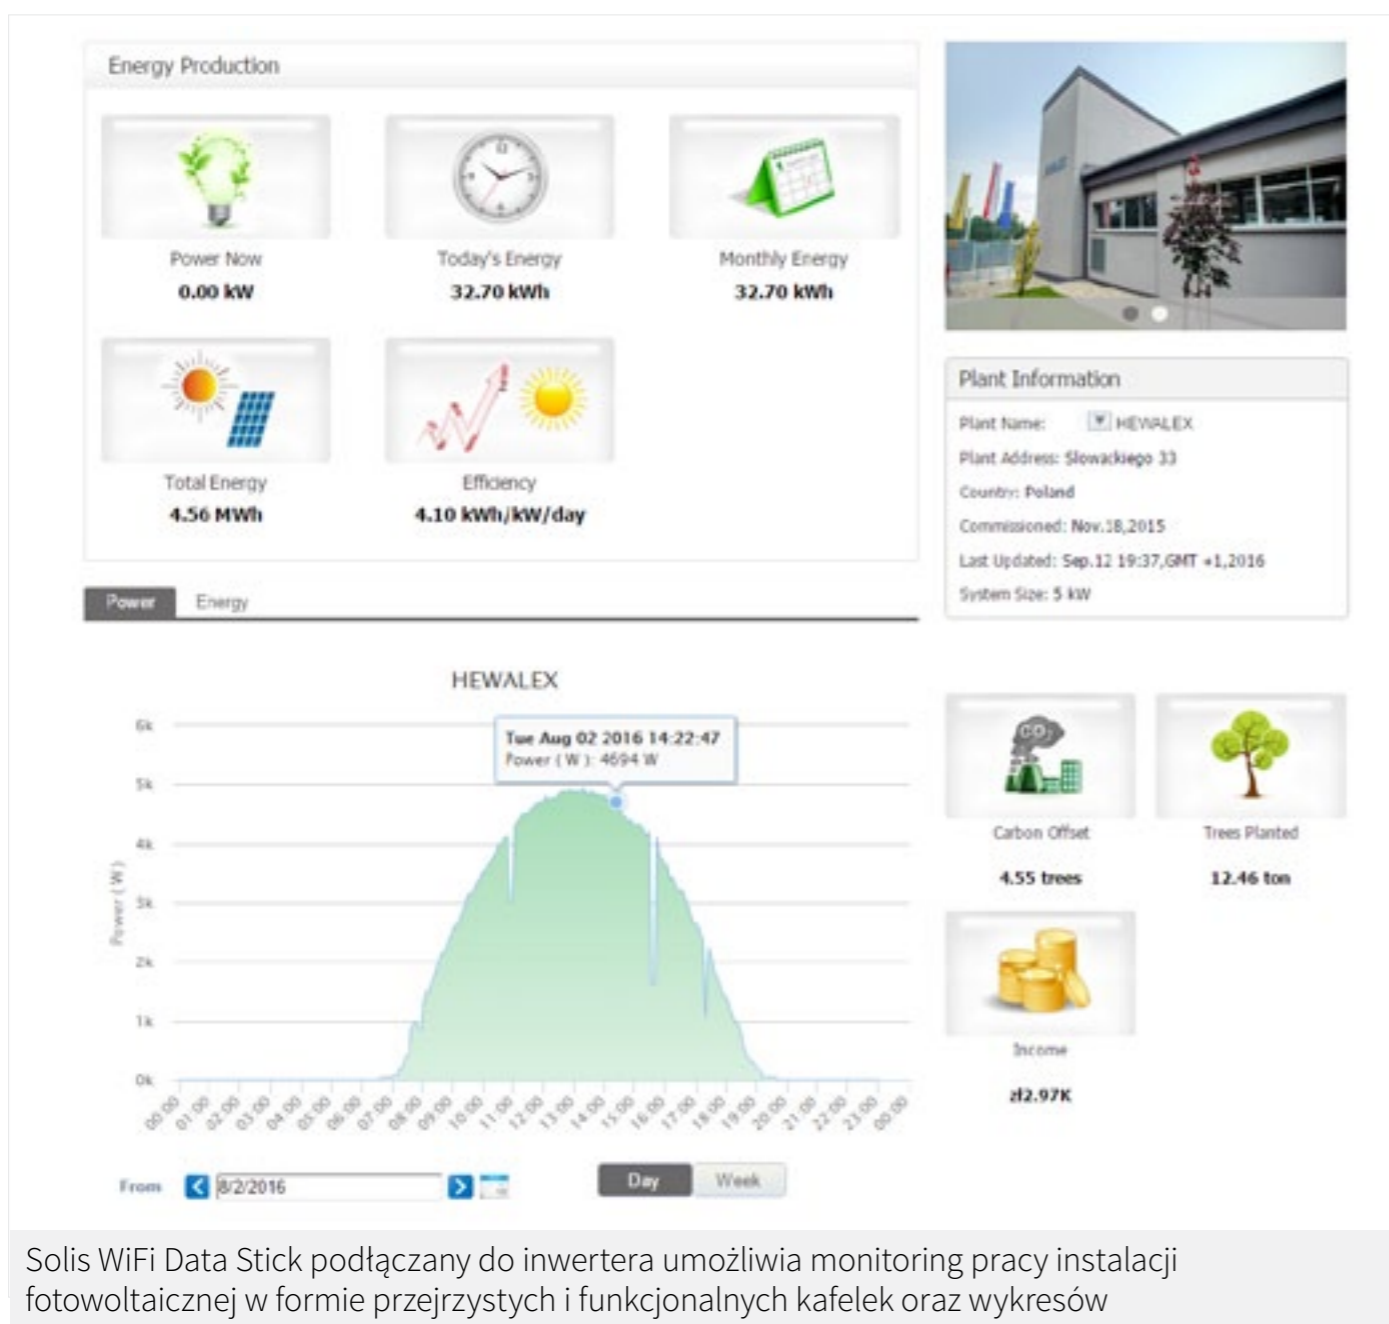 Energy Production
Power Now
0.00 kW
Today's Energy
32.70 kWh
Monthly Energy
32.70 kWh
Total Energy
4.56 MWh
Efficiency
4.10 kWh/kW/day
Plant Information
Plant Name: HEWALEX
Plant Address: Slowackiego 33
Country: Poland
Commissioned: Nov.18,2015
Last Updated: Sep.12 19:37,GMT +1,2016
System Size: 5 kW
Power Energy
HEWALEX
Tue Aug 02 2016 14:22:47
Power ( W ): 4694 W
Power ( W )
6k
5k
4k
3k
2k
1k
0k
00:00 01:00 02:00 03:00 04:00 05:00 06:00 07:00 08:00 09:00 10:00 11:00 12:00 13:00 14:00 15:00 16:00 17:00 18:00 19:00 20:00 21:00 22:00 23:00 00:00
From 8/2/2016
Day Week
CO2
Carbon Offset
4.55 trees
Trees Planted
12.46 ton
Income
zł2.97K
Solis WiFi Data Stick podłączany do inwertera umożliwia monitoring pracy instalacji
fotowoltaicznej w formie przejrzystych i funkcjonalnych kafelek oraz wykresów